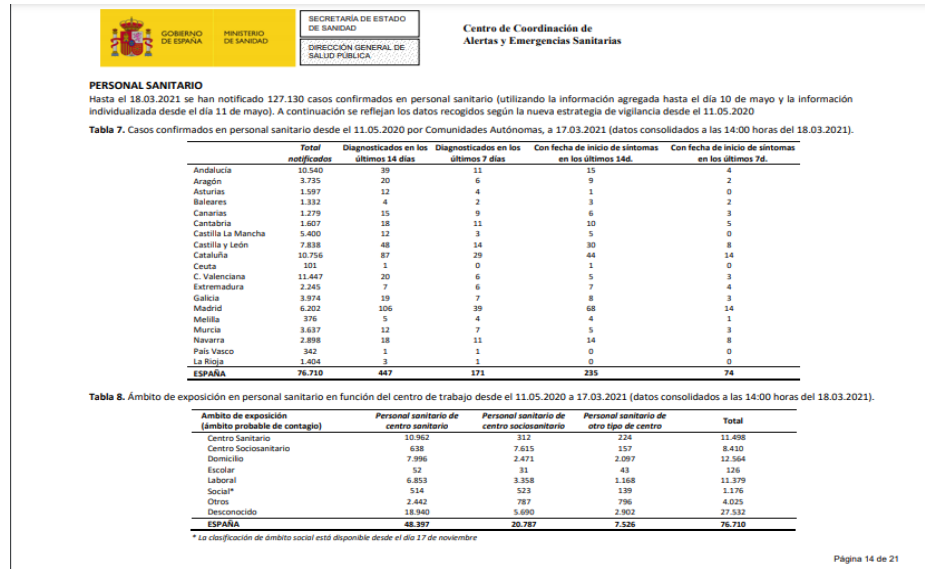 GOBIERNO DE ESPAÑA
MINISTERIO DE SANIDAD
SECRETARÍA DE ESTADO DE SANIDAD
DIRECCIÓN GENERAL DE SALUD PÚBLICA
Centro de Coordinación de
Alertas y Emergencias Sanitarias
PERSONAL SANITARIO
Hasta el 18.03.2021 se han notificado 127.130 casos confirmados en personal sanitario (utilizando la información agregada hasta el día 10 de mayo y la información
individualizada desde el día 11 de mayo). A continuación se reflejan los datos recogidos según la nueva estrategia de vigilancia desde el 11.05.2020
Tabla 7. Casos confirmados en personal sanitario desde el 11.05.2020 por Comunidades Autónomas, a 17.03.2021 (datos consolidados a las 14:00 horas del 18.03.2021).
Total Diagnosticados en los Diagnosticados en los Con fecha de inicio de síntomas Con fecha de inicio de síntomas
notificados últimos 14 días últimos 7 días en los últimos 14d. en los últimos 7d.
Andalucía 10.540 39 11 15 4
Aragón 3.735 20 6 9 2
Asturias 1.597 12 4 1 0
Baleares 1.332 4 2 3 2
Canarias 1.279 15 9 6 3
Cantabria 1.607 18 11 10 5
Castilla La Mancha 5.400 12 3 5 0
Castilla y León 7.838 48 14 30 8
Cataluña 10.756 87 29 44 14
Ceuta 101 1 0 1 0
C. Valenciana 11.447 20 6 5 3
Extremadura 2.245 7 6 7 4
Galicia 3.974 19 7 8 3
Madrid 6.202 106 39 68 14
Melilla 376 5 4 4 1
Murcia 3.637 12 7 5 3
Navarra 2.898 18 11 14 8
País Vasco 342 1 1 0 0
La Rioja 1.404 3 1 0 0
ESPAÑA 76.710 447 171 235 74
Tabla 8. Ámbito de exposición en personal sanitario en función del centro de trabajo desde el 11.05.2020 a 17.03.2021 (datos consolidados a las 14:00 horas del 18.03.2021).
Ambito de exposición Personal sanitario de Personal sanitario de Personal sanitario de Total
(ámbito probable de contagio) centro sanitario centro sociosanitario otro tipo de centro
Centro Sanitario 10.962 312 224 11.498
Centro Sociosanitario 638 7.615 157 8.410
Domicilio 7.996 2.471 2.097 12.564
Escolar 52 31 43 126
Laboral 6.853 3.358 1.168 11.379
Social* 514 523 139 1.176
Otros 2.442 787 796 4.025
Desconocido 18.940 5.690 2.902 27.532
ESPAÑA 48.397 20.787 7.526 76.710
* La clasificación de ámbito social está disponible desde el día 17 de noviembre
Página 14 de 21